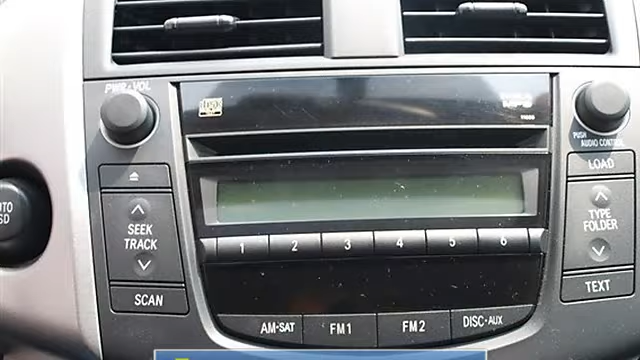 PWR•VOL
PUSH
AUDIO CONTROL
LOAD
SEEK
TRACK
TYPE
FOLDER
1 2 3 4 5 6
SCAN
TEXT
AM•SAT
FM1
FM2
DISC•AUX